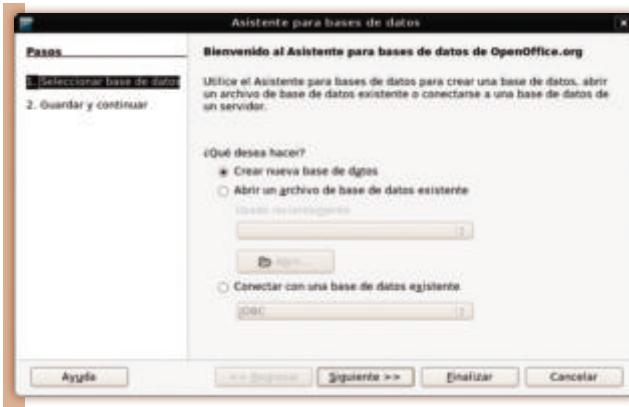 Asistente para bases de datos
Pasos
1. Seleccionar base de datos
2. Guardar y continuar
Bienvenido al Asistente para bases de datos de OpenOffice.org
Utilice el Asistente para bases de datos para crear una base de datos, abrir
un archivo de base de datos existente o conectarse a una base de datos de
un servidor.
¿Qué desea hacer?
Crear nueva base de datos
Abrir un archivo de base de datos existente
Usado recientemente
Abrir...
Conectar con una base de datos existente
JDBC
Ayuda
<< Regresar
Siguiente >>
Finalizar
Cancelar